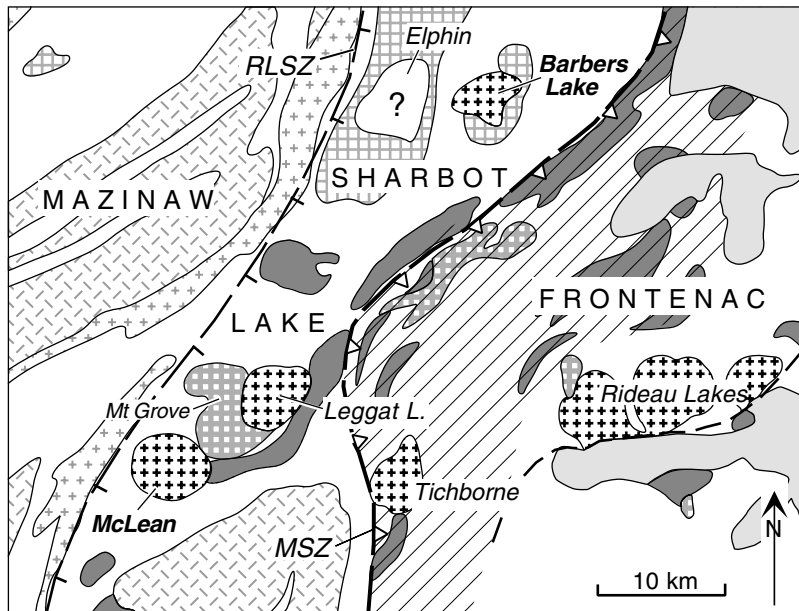 Elphin
RLSZ
Barbers
Lake
?
SHARBOT
MAZINAW
FRONTENAC
LAKE
Mt Grove
Leggat L.
Rideau Lakes
McLean
Tichborne
MSZ
N
10 km